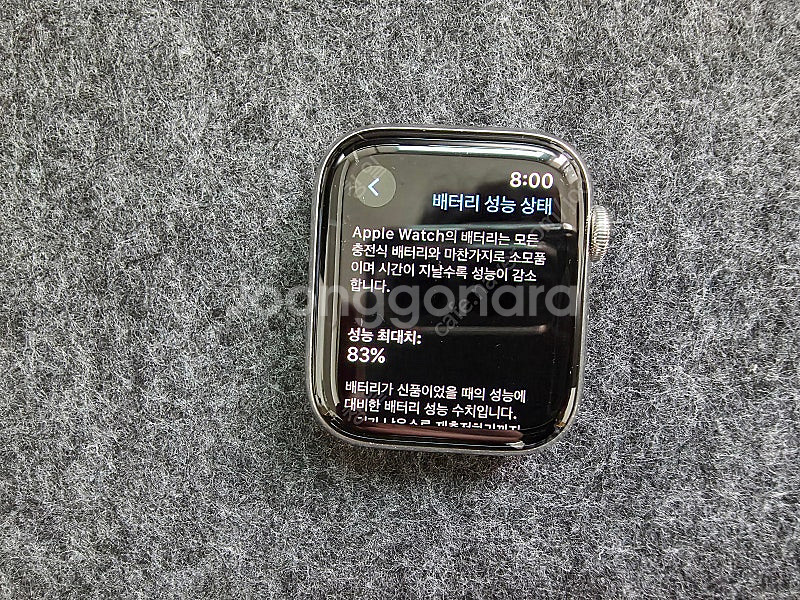 8:00
배터리 성능 상태
Apple Watch의 배터리는 모든
충전식 배터리와 마찬가지로 소모품
이며 시간이 지날수록 성능이 감소
합니다.
joonggonara
성능 최대치:
83%
배터리가 신품이었을 때의 성능에
대비한 배터리 성능 수치입니다.